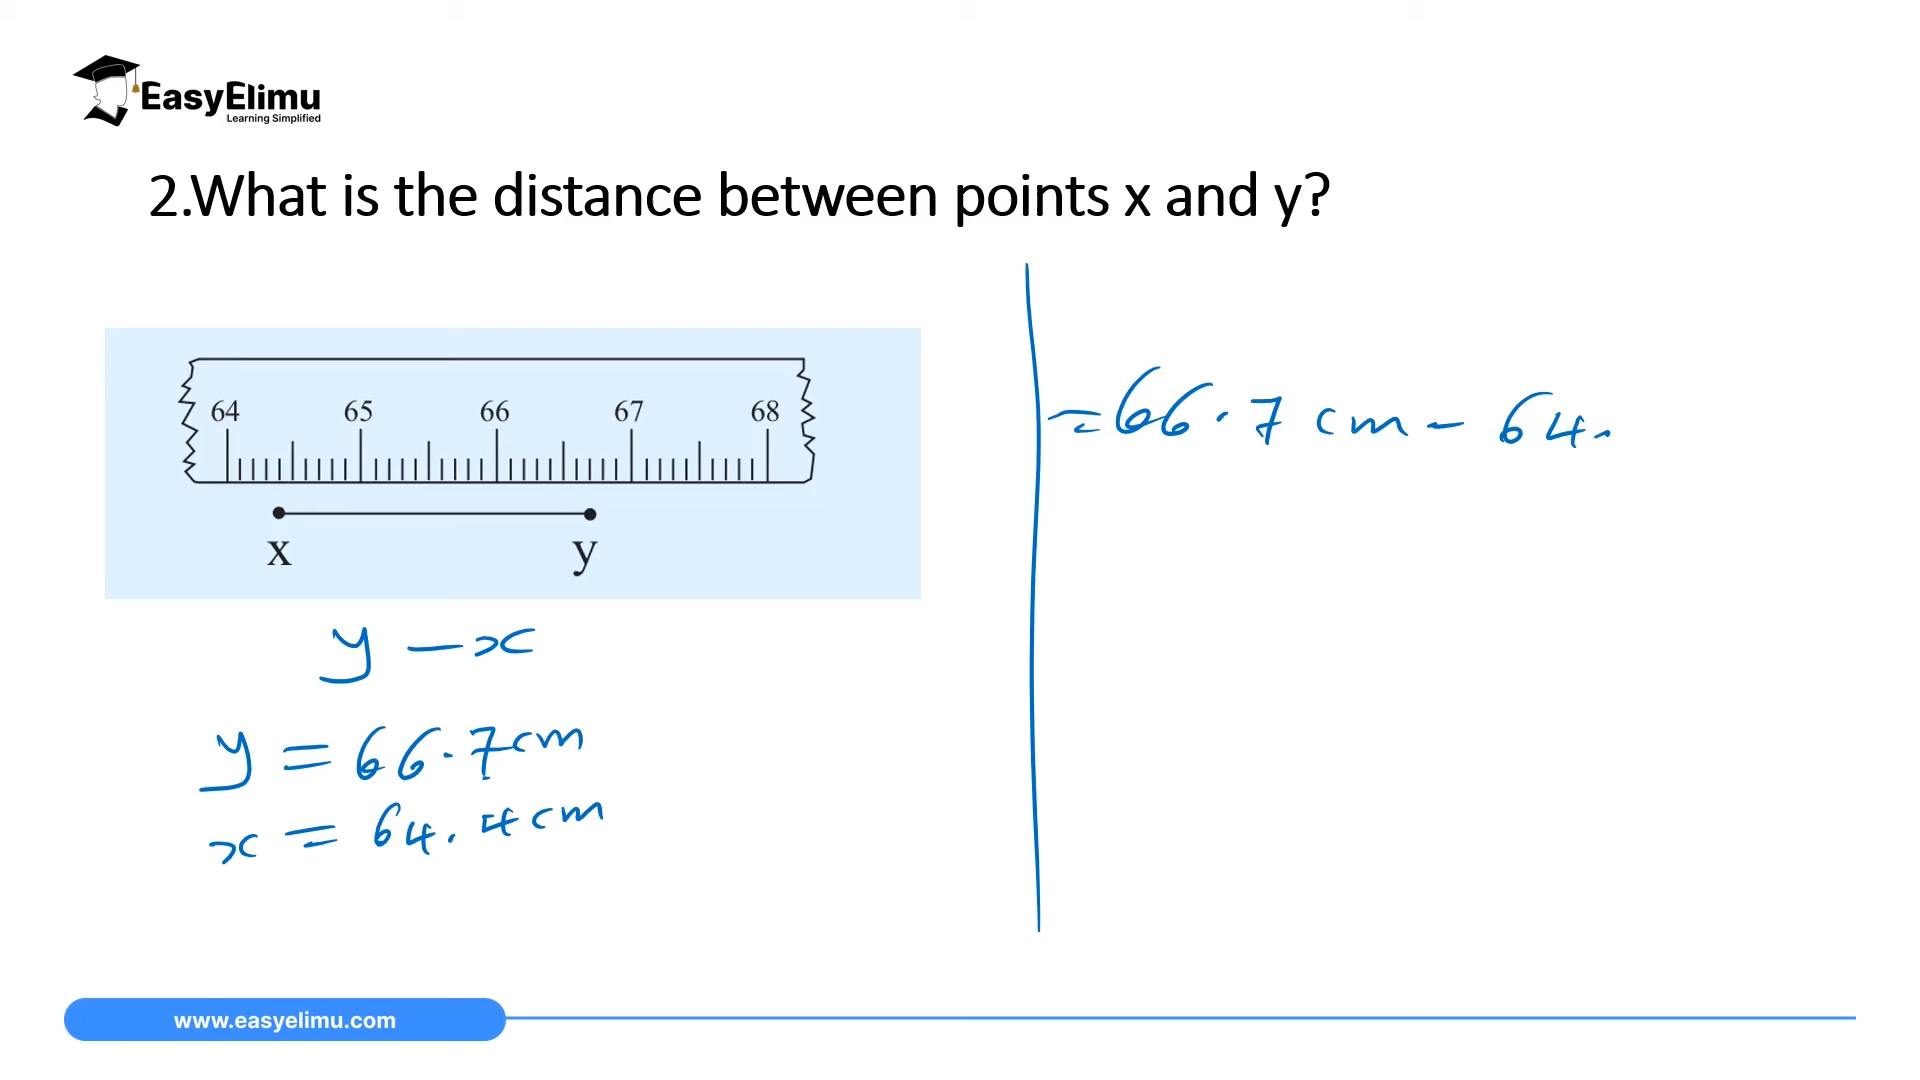 EasyElimu
Learning Simplified
2.What is the distance between points x and y?
64 65 66 67 68
x y
y - x
y = 66.7cm
x = 64.4cm
= 66.7 cm - 64.
www.easyelimu.com